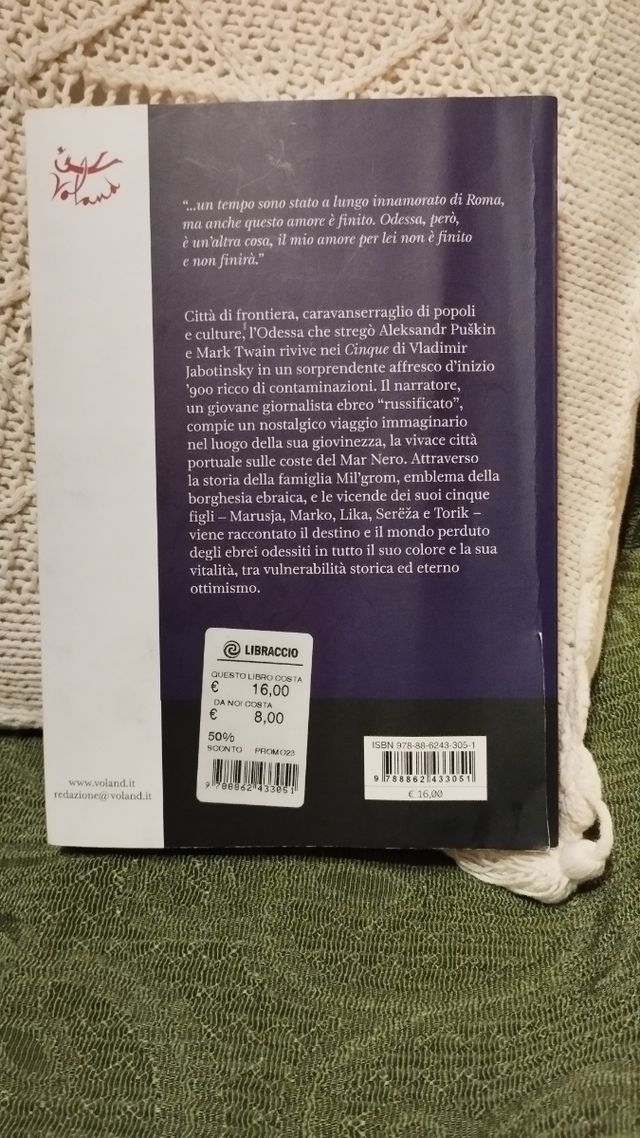 Voland
“...un tempo sono stato a lungo innamorato di Roma,
ma anche questo amore è finito. Odessa, però,
è un’altra cosa, il mio amore per lei non è finito
e non finirà.”
Città di frontiera, caravanserraglio di popoli
e culture, l’Odessa che stregò Aleksandr Puškin
e Mark Twain rivive nei Cinque di Vladimir
Jabotinsky in un sorprendente affresco d’inizio
’900 ricco di contaminazioni. Il narratore,
un giovane giornalista ebreo “russificato”,
compie un nostalgico viaggio immaginario
nel luogo della sua giovinezza, la vivace città
portuale sulle coste del Mar Nero. Attraverso
la storia della famiglia Mil’grom, emblema della
borghesia ebraica, e le vicende dei suoi cinque
figli – Marusja, Marko, Lika, Serëža e Torik –
viene raccontato il destino e il mondo perduto
degli ebrei odessiti in tutto il suo colore e la sua
vitalità, tra vulnerabilità storica ed eterno
ottimismo.
LIBRACCIO
QUESTO LIBRO COSTA
€ 16,00
DA NOI COSTA
€ 8,00
50%
SCONTO PROMO23
9 788862 433051
ISBN 978-88-6243-305-1
9 788862 433051
€ 16,00
www.voland.it
redazione@voland.it